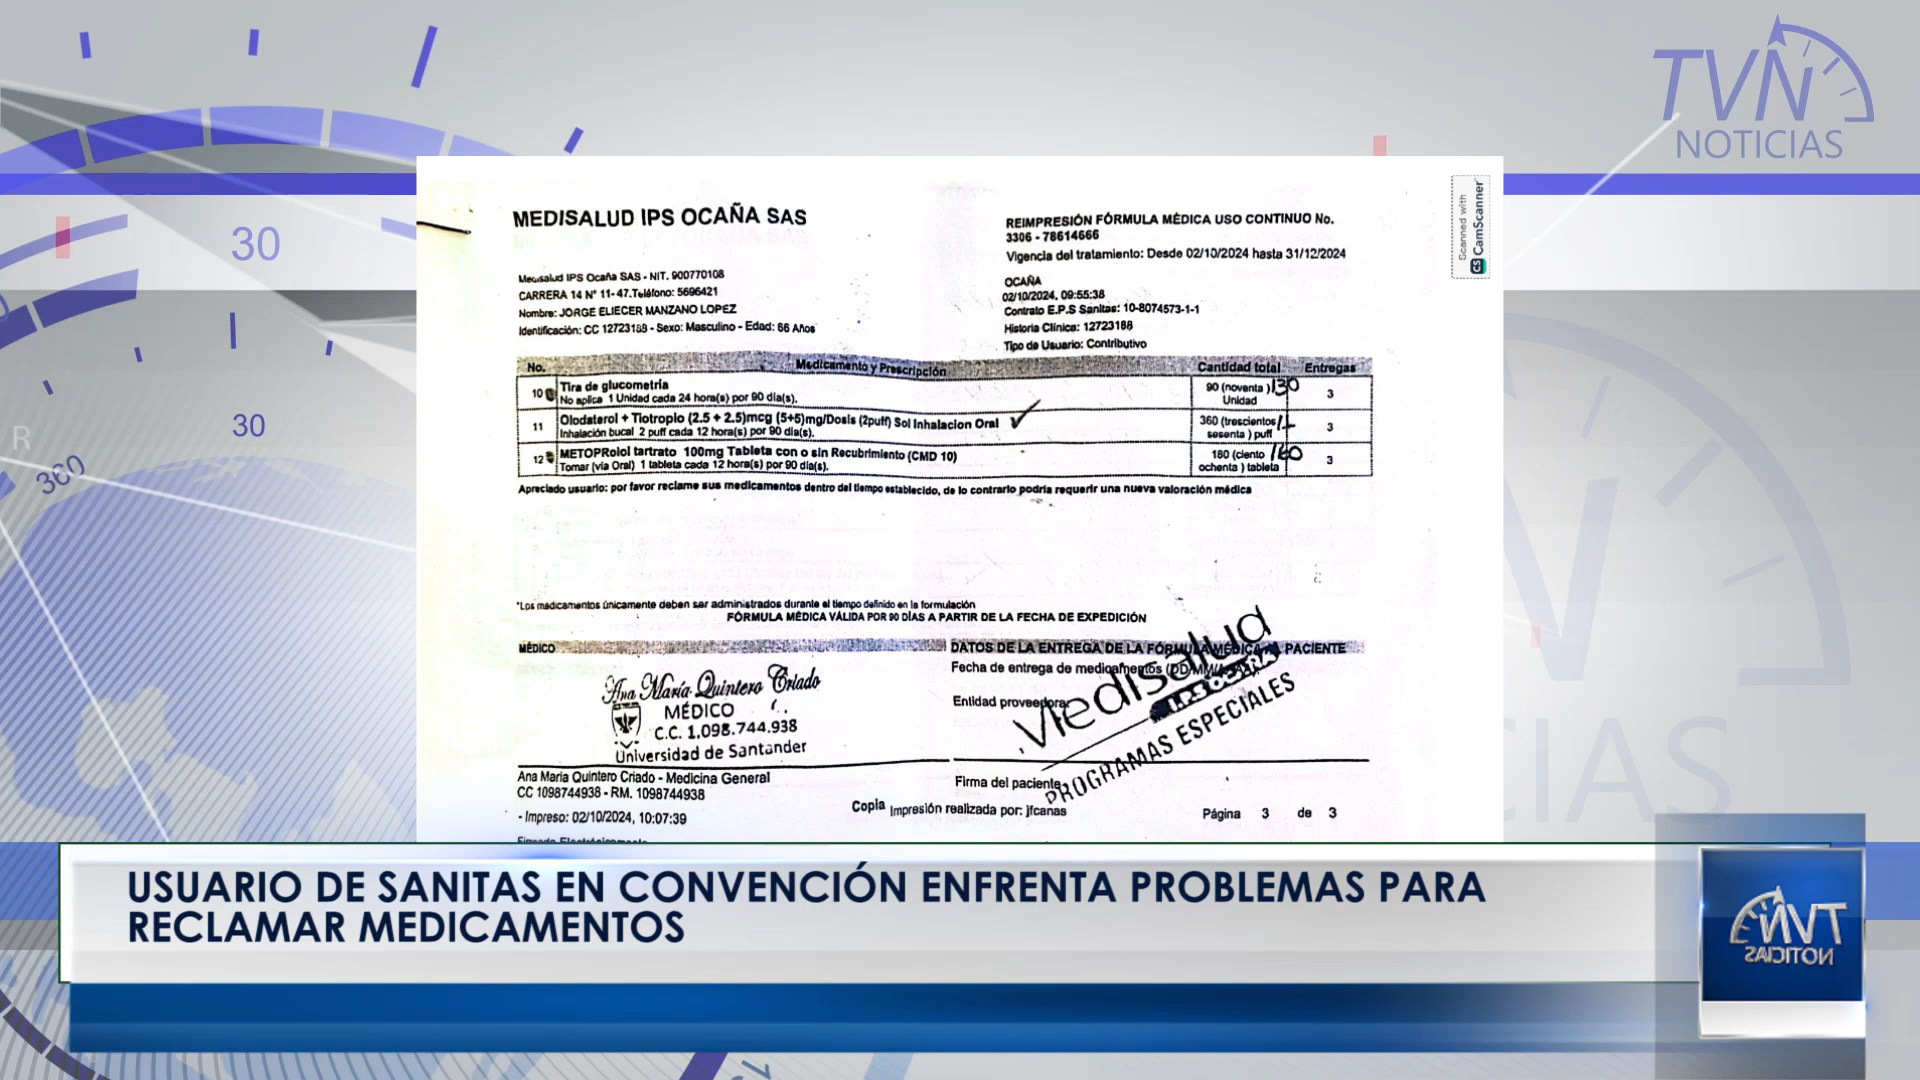 TVN
NOTICIAS
Scanned with
CS CamScanner
MEDISALUD IPS OCAÑA SAS
REIMPRESIÓN FÓRMULA MÉDICA USO CONTINUO No.
3306 - 78614666
Vigencia del tratamiento: Desde 02/10/2024 hasta 31/12/2024
Medisalud IPS Ocaña SAS - NIT. 900770108
CARRERA 14 N° 11- 47.Teléfono: 5696421
Nombre: JORGE ELIECER MANZANO LOPEZ
Identificación: CC 12723188 - Sexo: Masculino - Edad: 66 Años
OCAÑA
02/10/2024, 09:55:38
Contrato E.P.S Sanitas: 10-8074573-1-1
Historia Clínica: 12723188
Tipo de Usuario: Contributivo
No. Medicamento y Prescripción Cantidad total Entregas
10 Tira de glucometría 90 (noventa ) 130 3
No aplica 1 Unidad cada 24 hora(s) por 90 día(s). Unidad
11 Olodaterol + Tiotropio (2.5 + 2.5)mcg (5+5)mg/Dosis (2puff) Sol Inhalacion Oral 360 (trescientos 3
Inhalación bucal 2 puff cada 12 hora(s) por 90 día(s). sesenta ) puff
12 METOPRolol tartrato 100mg Tableta con o sin Recubrimiento (CMD 10) 180 (ciento 3
Tomar (vía Oral) 1 tableta cada 12 hora(s) por 90 día(s). ochenta ) tableta
Apreciado usuario: por favor reclame sus medicamentos dentro del tiempo establecido, de lo contrario podría requerir una nueva valoración médica
*Los medicamentos únicamente deben ser administrados durante el tiempo definido en la formulación
FÓRMULA MÉDICA VÁLIDA POR 90 DÍAS A PARTIR DE LA FECHA DE EXPEDICIÓN
MÉDICO
DATOS DE LA ENTREGA DE LA FÓRMULA MÉDICA AL PACIENTE
Fecha de entrega de medicamentos
Entidad proveedora:
Medisalud
IPS OCAÑA
PROGRAMAS ESPECIALES
Ana María Quintero Criado
MÉDICO
C.C. 1.098.744.938
Universidad de Santander
Ana Maria Quintero Criado - Medicina General
CC 1098744938 - RM. 1098744938
Firma del paciente
- Impreso: 02/10/2024, 10:07:39
Copia Impresión realizada por: jfcanas
Página 3 de 3
30
30
360
R
USUARIO DE SANITAS EN CONVENCIÓN ENFRENTA PROBLEMAS PARA
RECLAMAR MEDICAMENTOS
TVN
NOTICIAS